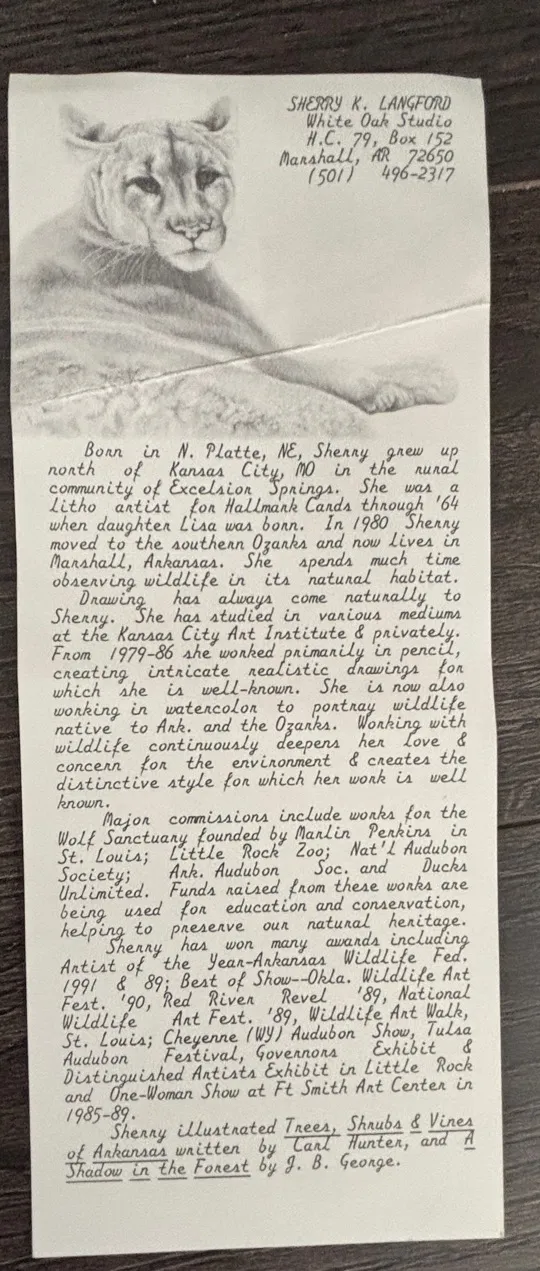 SHERRY K. LANGFORD
White Oak Studio
H.C. 79, Box 152
Marshall, AR 72650
(501) 496-2317
Born in N. Platte, NE, Sherry grew up
north of Kansas City, MO in the rural
community of Excelsior Springs. She was a
Litho artist for Hallmark Cards through '64
when daughter Lisa was born. In 1980 Sherry
moved to the southern Ozarks and now lives in
Marshall, Arkansas. She spends much time
observing wildlife in its natural habitat.
Drawing has always come naturally to
Sherry. She has studied in various mediums
at the Kansas City Art Institute & privately.
From 1979-86 she worked primarily in pencil,
creating intricate realistic drawings for
which she is well-known. She is now also
working in watercolor to portray wildlife
native to Ark. and the Ozarks. Working with
wildlife continuously deepens her love &
concern for the environment & creates the
distinctive style for which her work is well
known.
Major commissions include works for the
Wolf Sanctuary founded by Marlin Perkins in
St. Louis; Little Rock Zoo; Nat'l Audubon
Society; Ark. Audubon Soc. and Ducks
Unlimited. Funds raised from these works are
being used for education and conservation,
helping to preserve our natural heritage.
Sherry has won many awards including
Artist of the Year-Arkansas Wildlife Fed.
1991 & '89; Best of Show--Okla. Wildlife Art
Fest. '90, Red River Revel '89, National
Wildlife Art Fest. '89, Wildlife Art Walk,
St. Louis; Cheyenne (WY) Audubon Show, Tulsa
Audubon Festival, Governors Exhibit &
Distinguished Artists Exhibit in Little Rock
and One-Woman Show at Ft Smith Art Center in
1985-89.
Sherry illustrated Trees, Shrubs & Vines
of Arkansas written by Carl Hunter, and A
Shadow in the Forest by J. B. George.